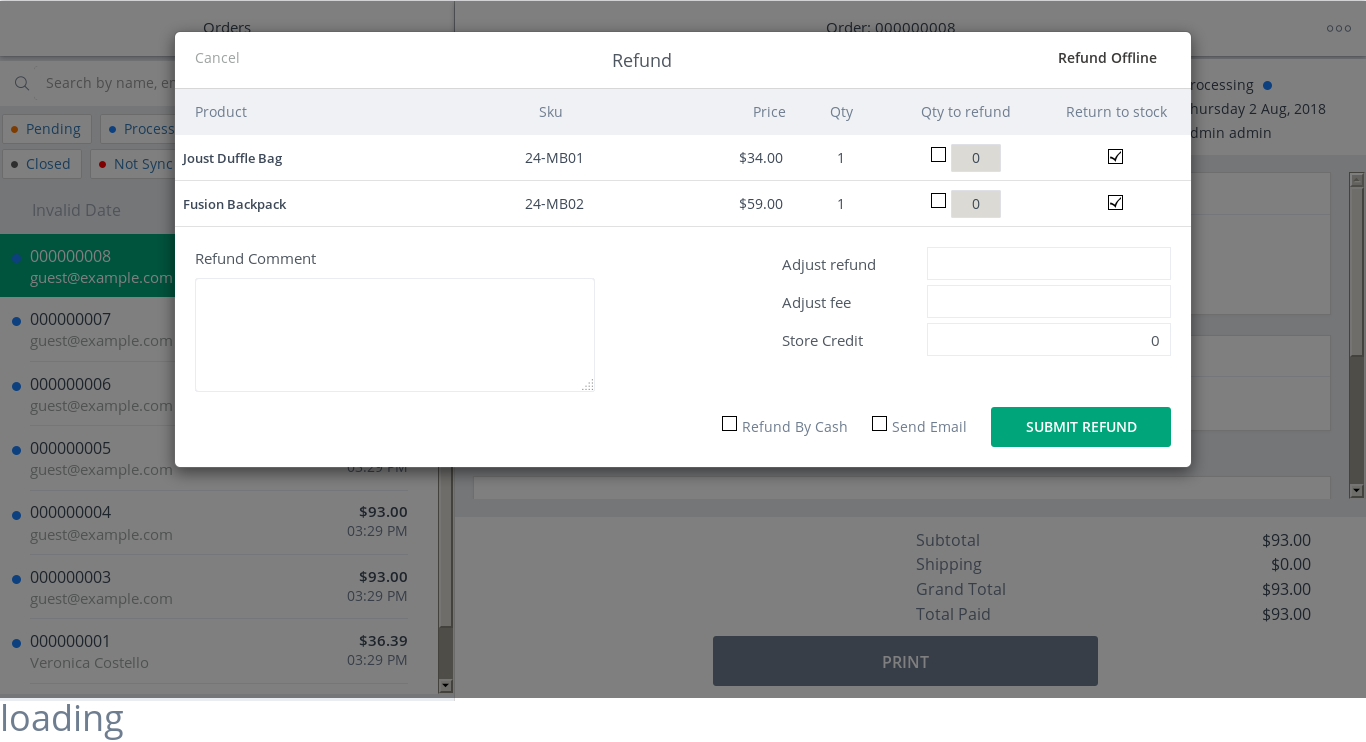 Orders
Order: 000000008
Cancel
Refund
Refund Offline
Search by name, em
Product Sku Price Qty Qty to refund Return to stock
rocessing
hursday 2 Aug, 2018
dmin admin
Pending
Process
Joust Duffle Bag 24-MB01 $34.00 1 0
Closed
Not Sync
Fusion Backpack 24-MB02 $59.00 1 0
Invalid Date
000000008
guest@example.com
Refund Comment
Adjust refund
Adjust fee
Store Credit 0
Refund By Cash
Send Email
SUBMIT REFUND
000000007
guest@example.com
000000006
guest@example.com
000000005
guest@example.com 03:29 PM
000000004 $93.00
guest@example.com 03:29 PM
000000003 $93.00
guest@example.com 03:29 PM
000000001 $36.39
Veronica Costello 03:29 PM
Subtotal $93.00
Shipping $0.00
Grand Total $93.00
Total Paid $93.00
PRINT
loading